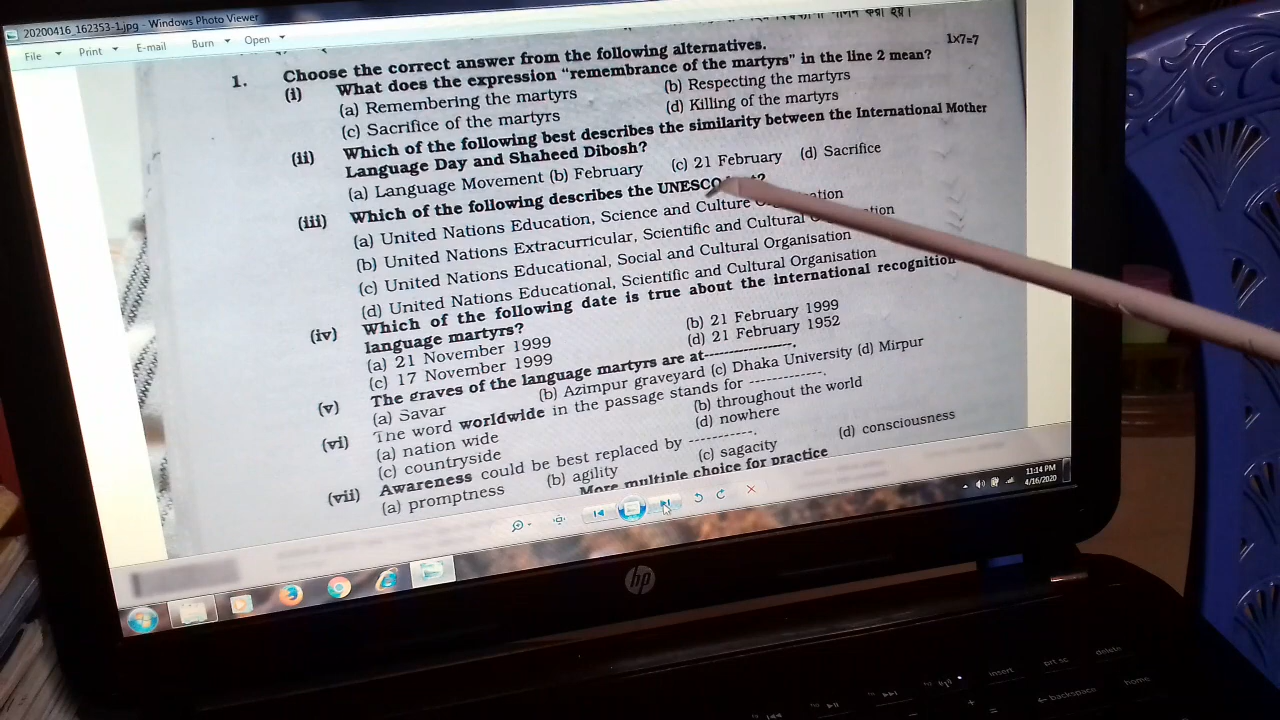 20200416_162353-1.jpg - Windows Photo Viewer
File Print E-mail Burn Open
1. Choose the correct answer from the following alternatives. 1×7=7
(i) What does the expression “remembrance of the martyrs” in the line 2 mean?
(a) Remembering the martyrs (b) Respecting the martyrs
(c) Sacrifice of the martyrs (d) Killing of the martyrs
(ii) Which of the following best describes the similarity between the International Mother
Language Day and Shaheed Dibosh?
(a) Language Movement (b) February (c) 21 February (d) Sacrifice
(iii) Which of the following describes the UNESCO
(a) United Nations Education, Science and Culture
(b) United Nations Extracurricular, Scientific and Cultural
(c) United Nations Educational, Social and Cultural Organisation
(d) United Nations Educational, Scientific and Cultural Organisation
(iv) Which of the following date is true about the international recognition
language martyrs?
(a) 21 November 1999 (b) 21 February 1999
(c) 17 November 1999 (d) 21 February 1952
(v) The graves of the language martyrs are at---------------.
(a) Savar (b) Azimpur graveyard (c) Dhaka University (d) Mirpur
(vi) The word worldwide in the passage stands for ------------.
(a) nation wide (b) throughout the world
(c) countryside (d) nowhere
(vii) Awareness could be best replaced by -----------.
(a) promptness (b) agility (c) sagacity (d) consciousness
More multiple choice for practice
11:14 PM
4/16/2020
hp
insert prt sc delete
backspace home